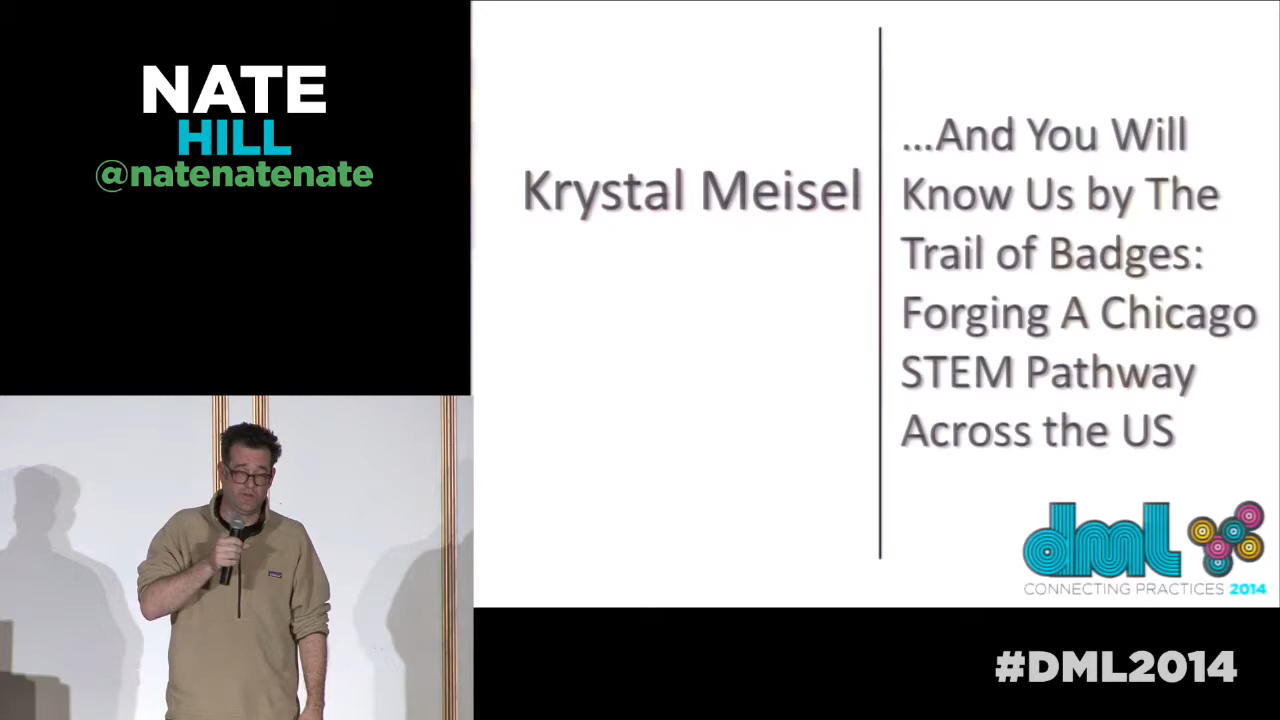 NATE
HILL
@natenatenate
Krystal Meisel
...And You Will
Know Us by The
Trail of Badges:
Forging A Chicago
STEM Pathway
Across the US
dml
CONNECTING PRACTICES 2014
#DML2014